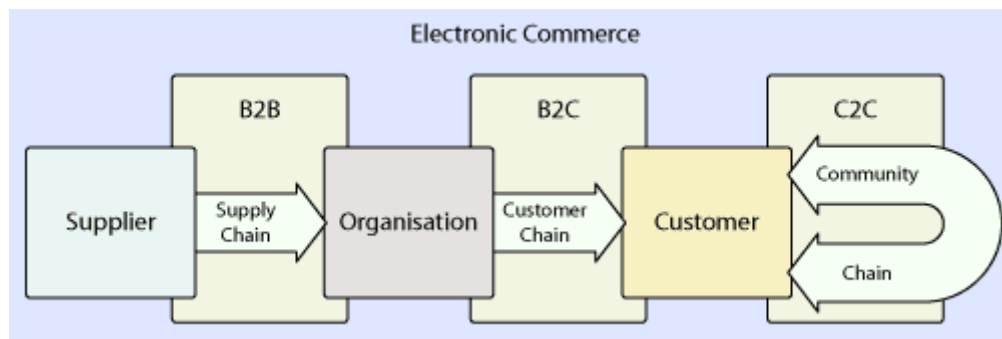 Electronic Commerce
B2B
B2C
C2C
Supplier
Supply
Chain
Organisation
Customer
Chain
Customer
Community
Chain